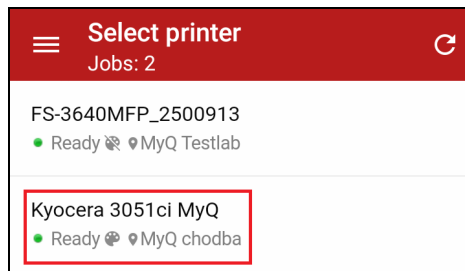 Select printer
Jobs: 2
FS-3640MFP_2500913
Ready MyQ Testlab
Kyocera 3051ci MyQ
Ready MyQ chodba